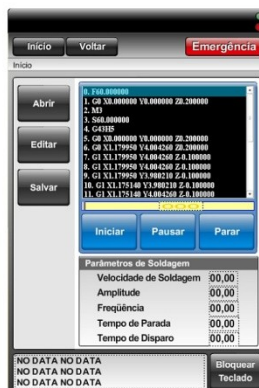 Início Voltar Emergência
Início
Abrir
Editar
Salvar
0. F60.000000
1. G0 X0.000000 Y0.000000 Z0.200000
2. M3
3. S60.000000
4. G43H5
5. G0 X0.000000 Y0.000000 Z0.200000
6. G0 X1.179950 Y4.004260 Z0.200000
7. G1 X1.179950 Y4.004260 Z-0.100000
8. G1 X1.179950 Y4.004260 Z-0.100000
9. G1 X1.179950 Y3.980210 Z-0.100000
10. G1 X1.175140 Y3.980210 Z-0.100000
11. G1 X1.175140 Y4.004260 Z-0.100000
Iniciar Pausar Parar
Parâmetros de Soldagem
Velocidade de Soldagem 00,00
Amplitude 00,00
Freqüência 00,00
Tempo de Parada 00,00
Tempo de Disparo 00,00
NO DATA NO DATA
NO DATA NO DATA
NO DATA NO DATA
Bloquear
Teclado